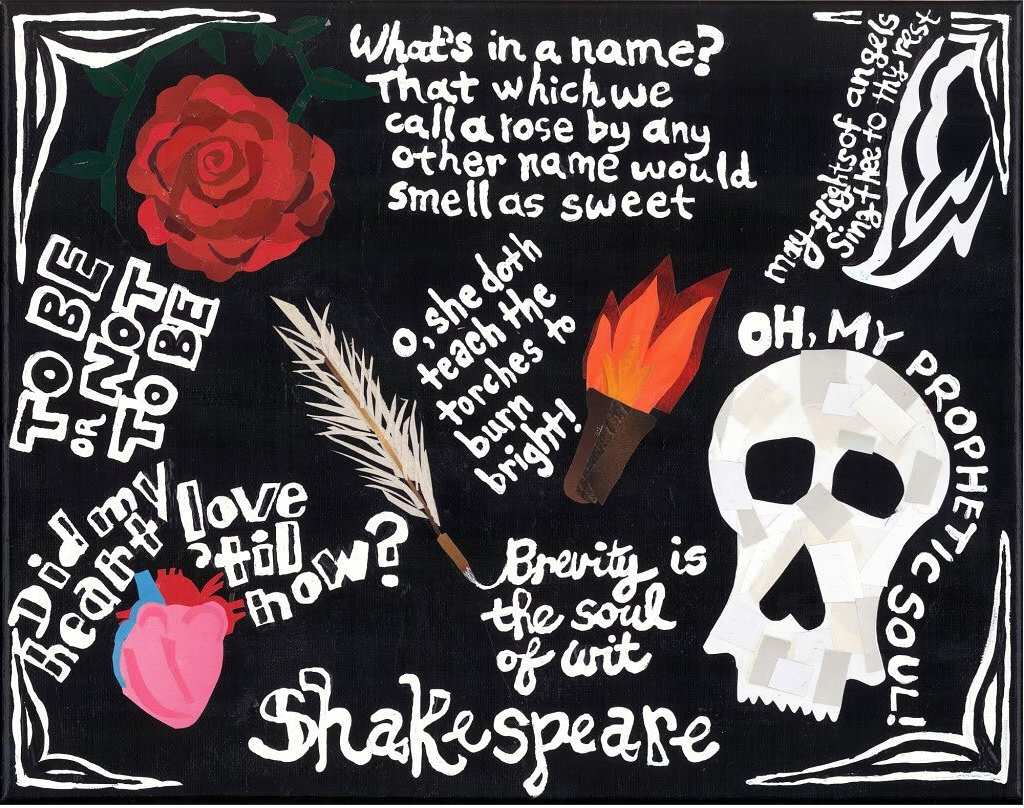 What's in a name?
That which we
call a rose by any
other name would
smell as sweet
may flights of angels
sing thee to thy rest
TO BE
OR NOT
TO BE
O, she doth
teach the
torches to
burn
bright!
OH, MY PROPHETIC SOUL!
Did my
heart
love
'til
now?
Brevity is
the soul
of wit
Shakespeare